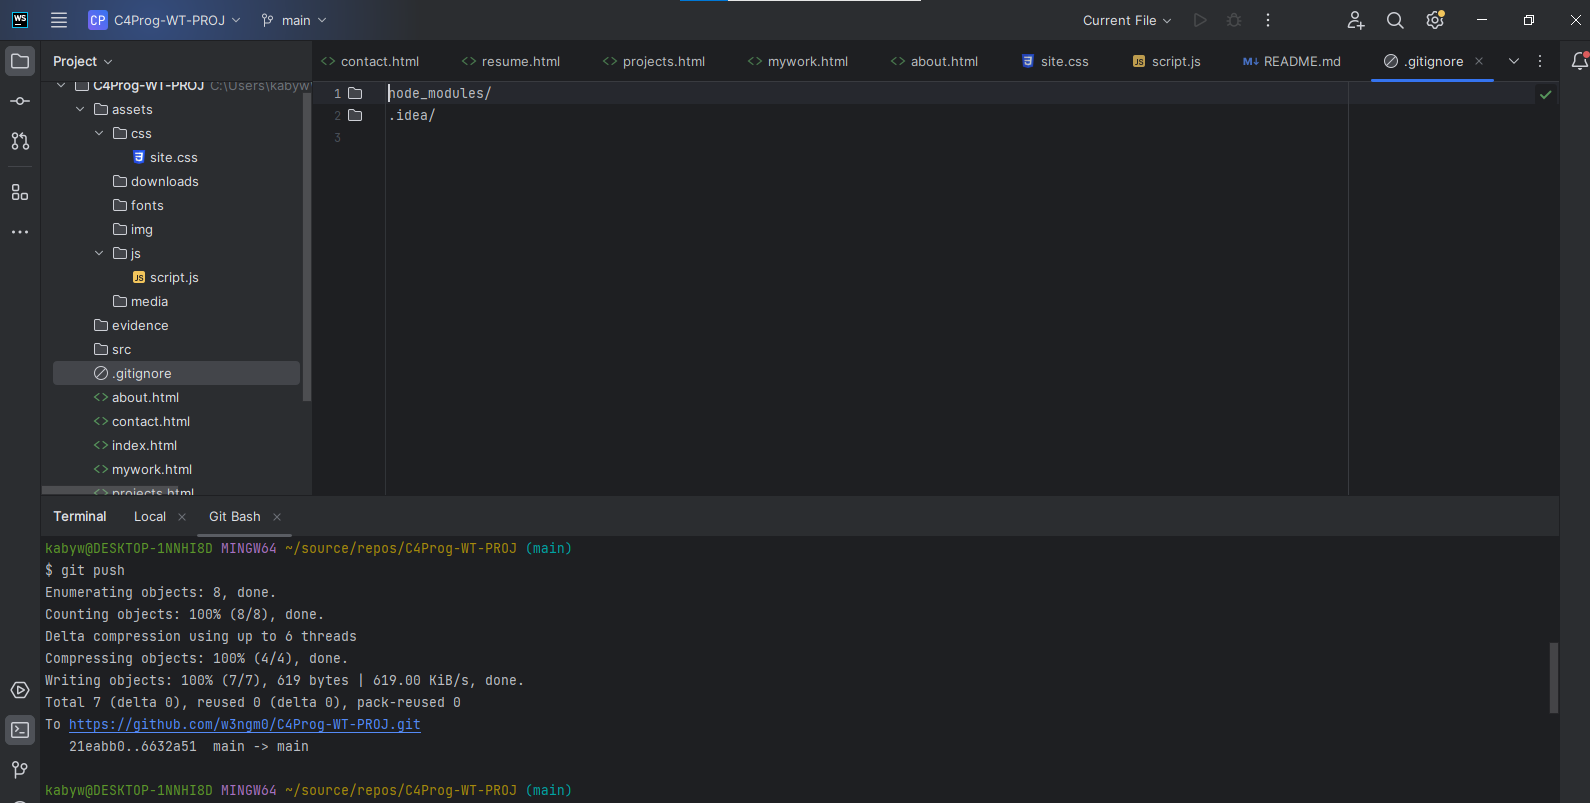 WS
CP C4Prog-WT-PROJ main Current File
Project
contact.html resume.html projects.html mywork.html about.html site.css JS script.js M↓ README.md .gitignore
C4Prog-WT-PROJ C:\Users\kabyw
assets
css
site.css
downloads
fonts
img
js
JS script.js
media
evidence
src
.gitignore
about.html
contact.html
index.html
mywork.html
projects.html
1 node_modules/
2 .idea/
3
Terminal Local Git Bash
kabyw@DESKTOP-1NNHI8D MINGW64 ~/source/repos/C4Prog-WT-PROJ (main)
$ git push
Enumerating objects: 8, done.
Counting objects: 100% (8/8), done.
Delta compression using up to 6 threads
Compressing objects: 100% (4/4), done.
Writing objects: 100% (7/7), 619 bytes | 619.00 KiB/s, done.
Total 7 (delta 0), reused 0 (delta 0), pack-reused 0
To https://github.com/w3ngm0/C4Prog-WT-PROJ.git
21eabb0..6632a51 main -> main
kabyw@DESKTOP-1NNHI8D MINGW64 ~/source/repos/C4Prog-WT-PROJ (main)